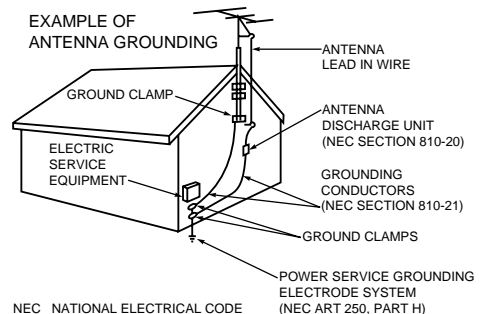 EXAMPLE OF
ANTENNA GROUNDING
ANTENNA
LEAD IN WIRE
GROUND CLAMP
ANTENNA
DISCHARGE UNIT
(NEC SECTION 810-20)
ELECTRIC
SERVICE
EQUIPMENT
GROUNDING
CONDUCTORS
(NEC SECTION 810-21)
GROUND CLAMPS
POWER SERVICE GROUNDING
ELECTRODE SYSTEM
(NEC ART 250, PART H)
NEC NATIONAL ELECTRICAL CODE